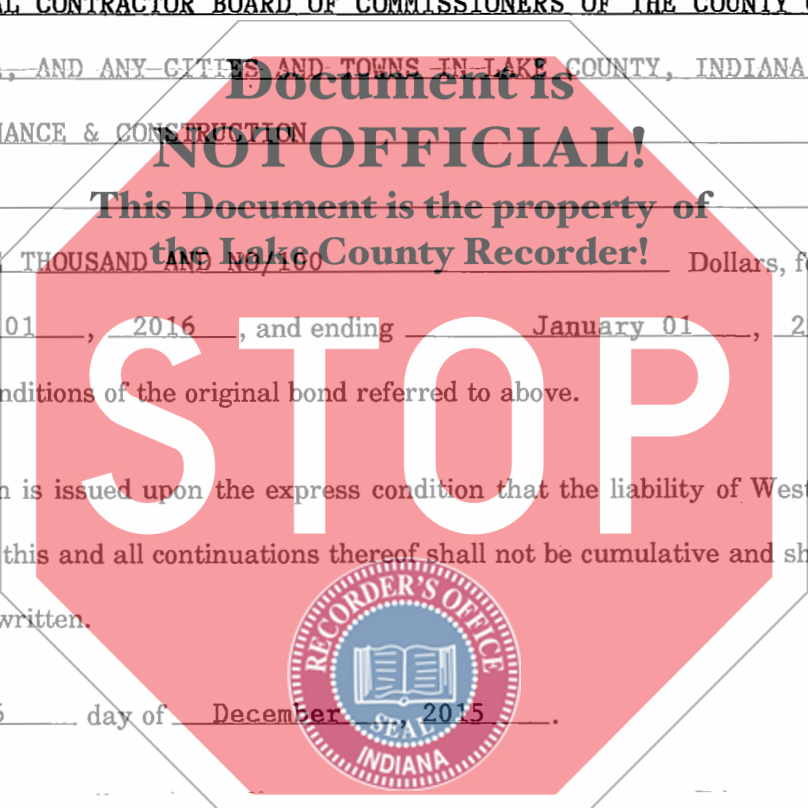 AL CONTRACTOR BOARD OF COMMISSIONERS OF THE COUNTY
, AND ANY CITIES AND TOWNS IN LAKE COUNTY, INDIANA
Document is
NANCE & CONSTRUCTION
NOT OFFICIAL!
This Document is the property of
the Lake County Recorder!
THOUSAND AND NO/100 Dollars, fo
01, 2016, and ending January 01, 2
nditions of the original bond referred to above.
STOP
n is issued upon the express condition that the liability of West
this and all continuations thereof shall not be cumulative and sh
written.
RECORDER'S OFFICE
day of December, 2015.
SEAL
INDIANA